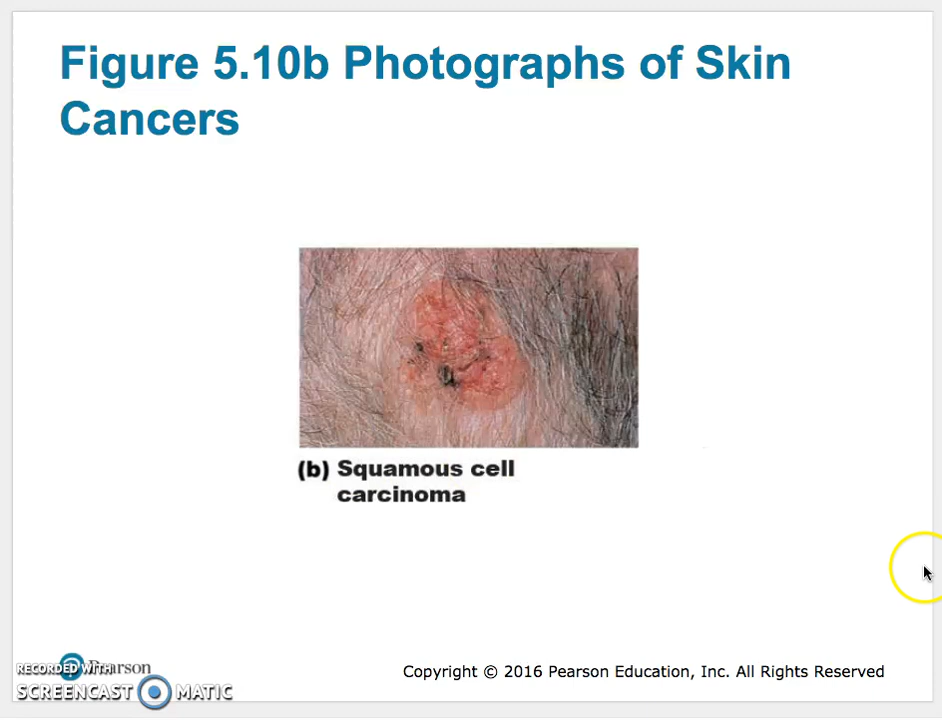 Figure 5.10b Photographs of Skin
Cancers
(b) Squamous cell
carcinoma
RECORDED WITH
Pearson
SCREENCAST MATIC
Copyright © 2016 Pearson Education, Inc. All Rights Reserved